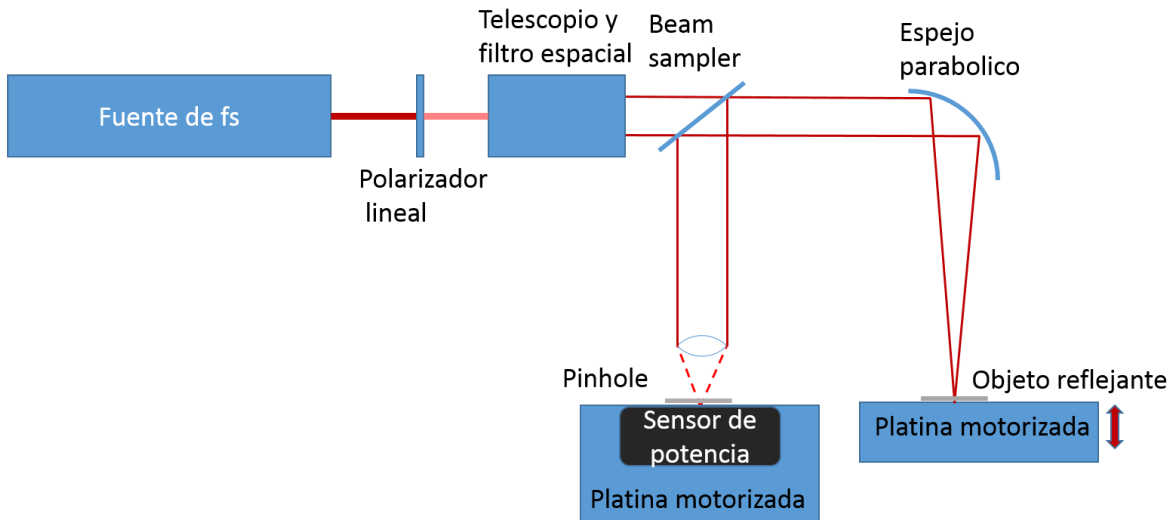 Fuente de fs
Polarizador
lineal
Telescopio y
filtro espacial
Beam
sampler
Espejo
parabolico
Pinhole
Sensor de
potencia
Platina motorizada
Objeto reflejante
Platina motorizada